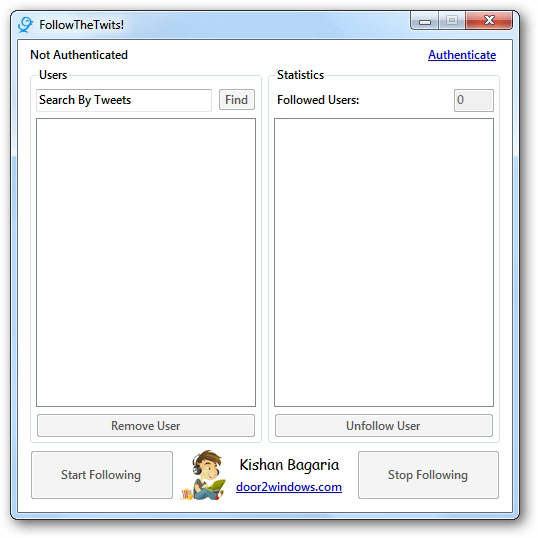 FollowTheTwits!
Not Authenticated
Authenticate
Users
Statistics
Search By Tweets
Find
Followed Users:
0
Remove User
Unfollow User
Start Following
Kishan Bagaria
door2windows.com
Stop Following